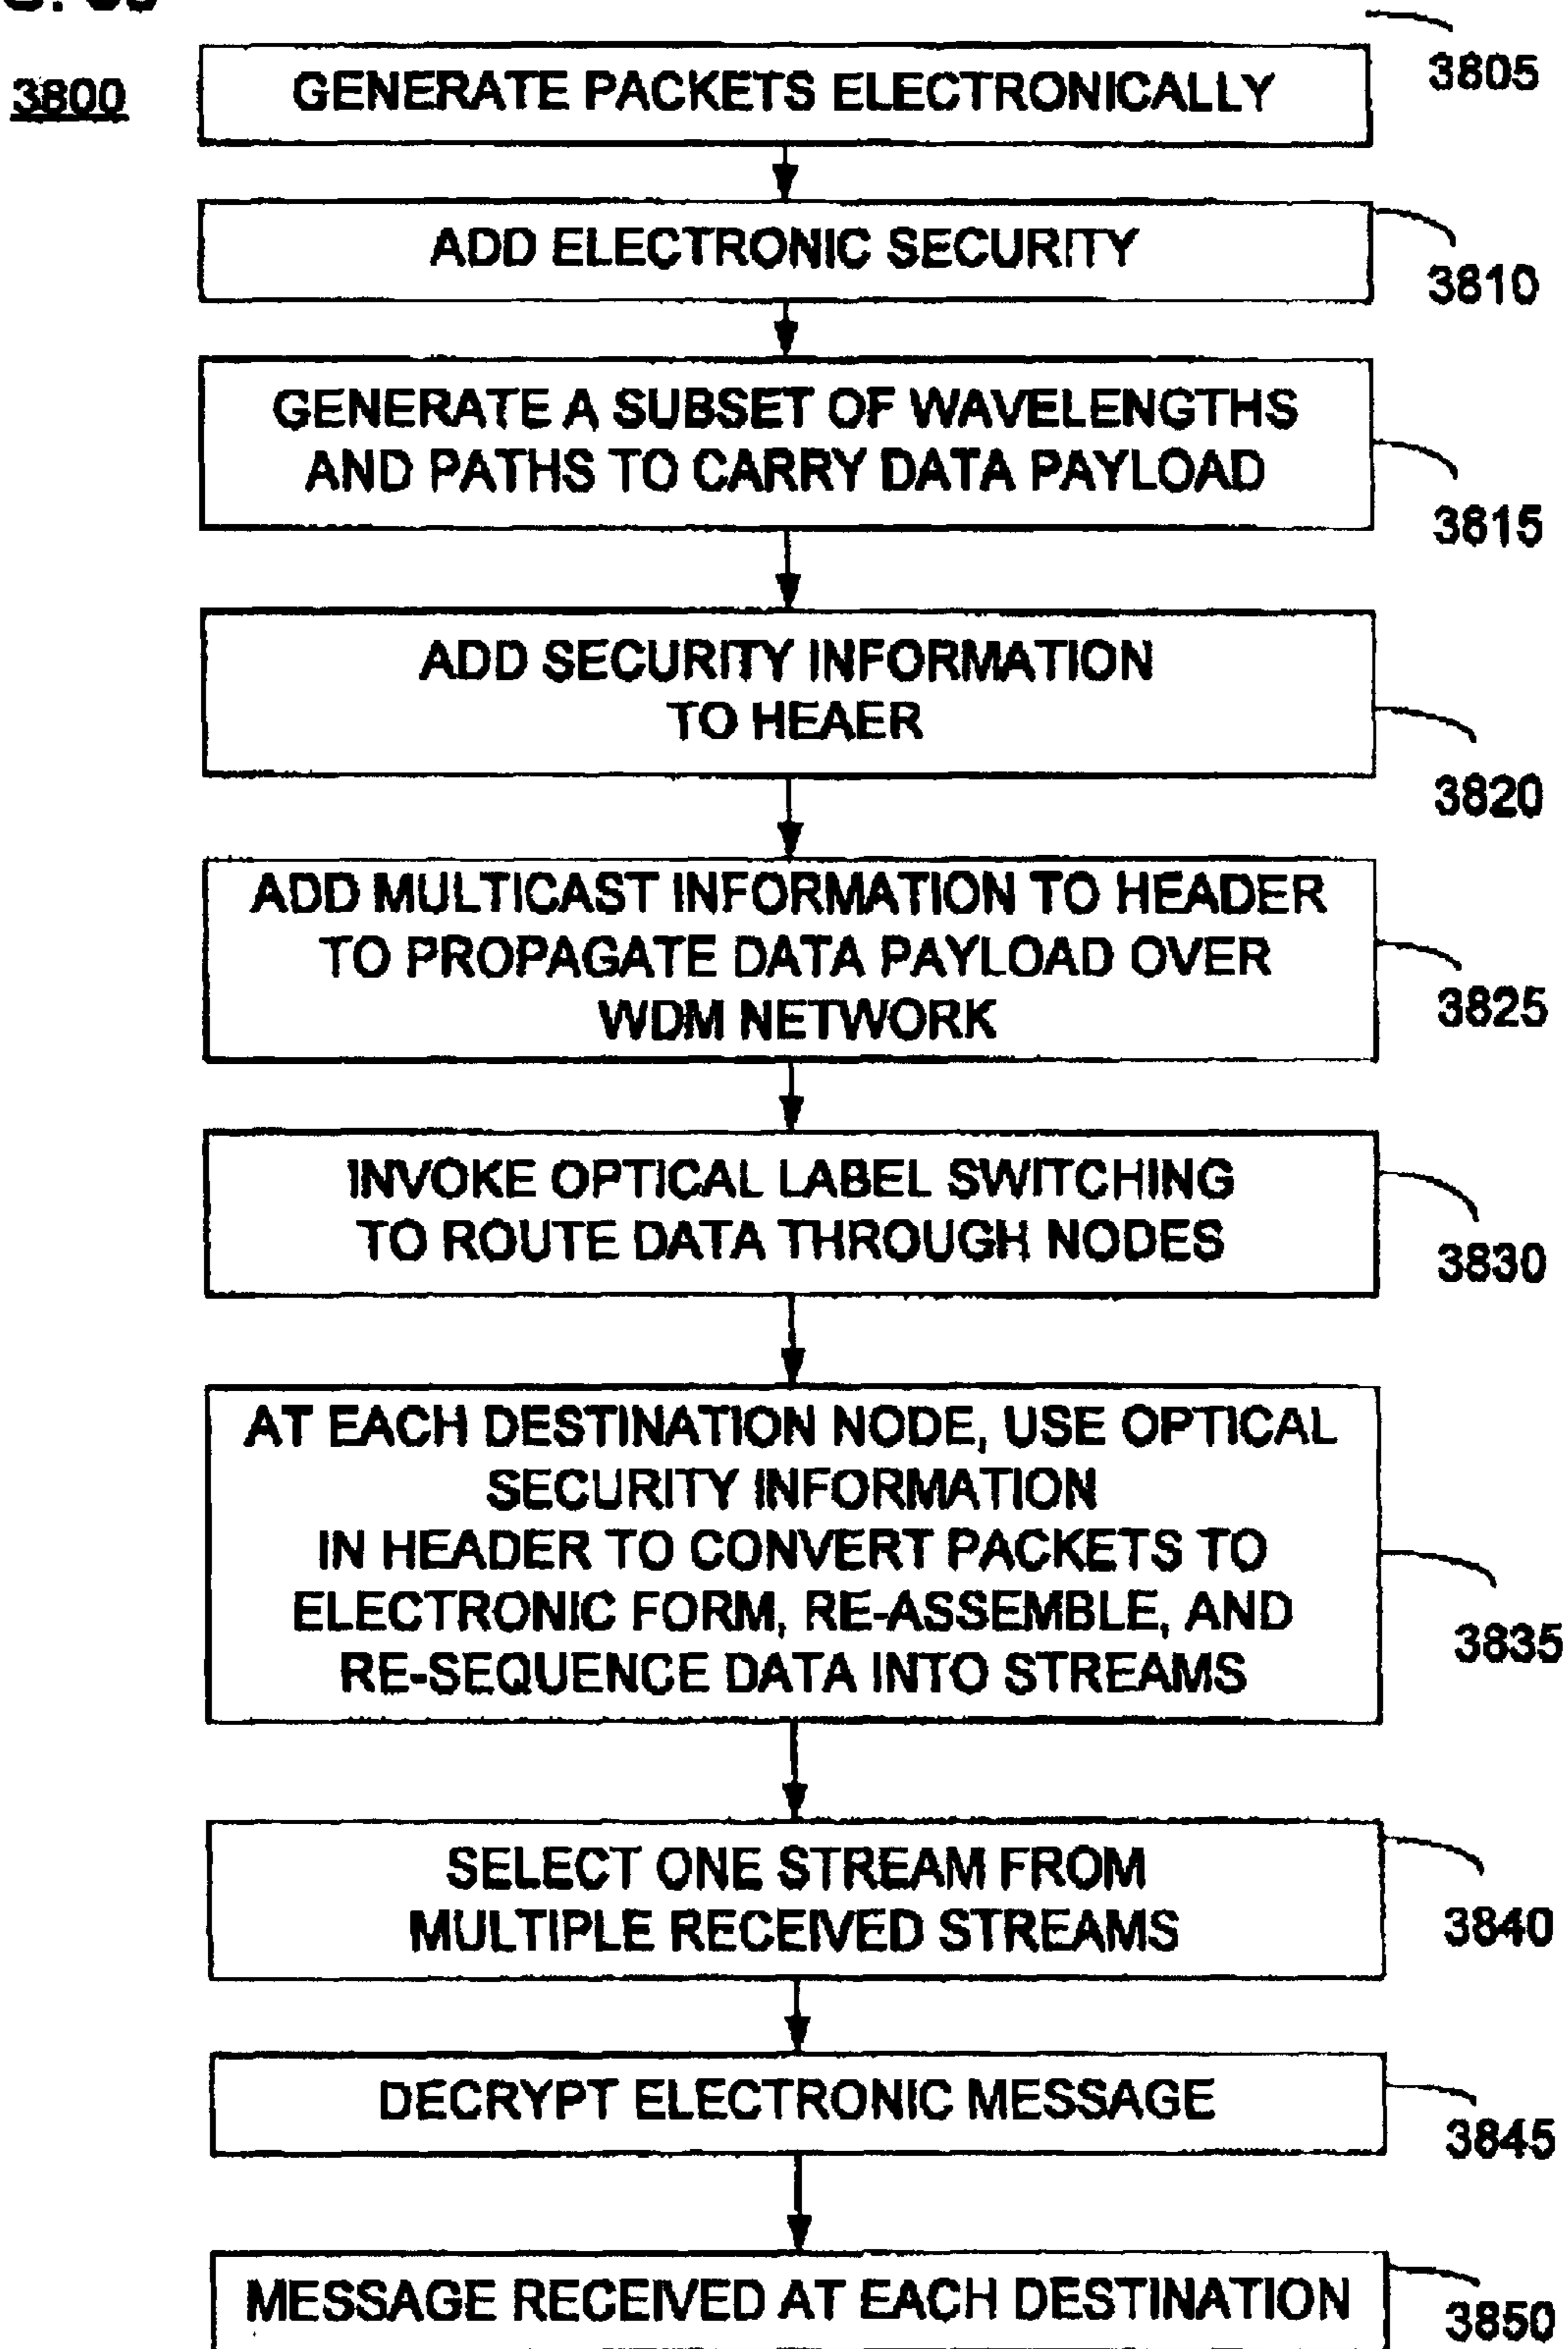 3800
GENERATE PACKETS ELECTRONICALLY
3805
ADD ELECTRONIC SECURITY
3810
GENERATE A SUBSET OF WAVELENGTHS
AND PATHS TO CARRY DATA PAYLOAD
3815
ADD SECURITY INFORMATION
TO HEAER
3820
ADD MULTICAST INFORMATION TO HEADER
TO PROPAGATE DATA PAYLOAD OVER
WDM NETWORK
3825
INVOKE OPTICAL LABEL SWITCHING
TO ROUTE DATA THROUGH NODES
3830
AT EACH DESTINATION NODE, USE OPTICAL
SECURITY INFORMATION
IN HEADER TO CONVERT PACKETS TO
ELECTRONIC FORM, RE-ASSEMBLE, AND
RE-SEQUENCE DATA INTO STREAMS
3835
SELECT ONE STREAM FROM
MULTIPLE RECEIVED STREAMS
3840
DECRYPT ELECTRONIC MESSAGE
3845
MESSAGE RECEIVED AT EACH DESTINATION
3850